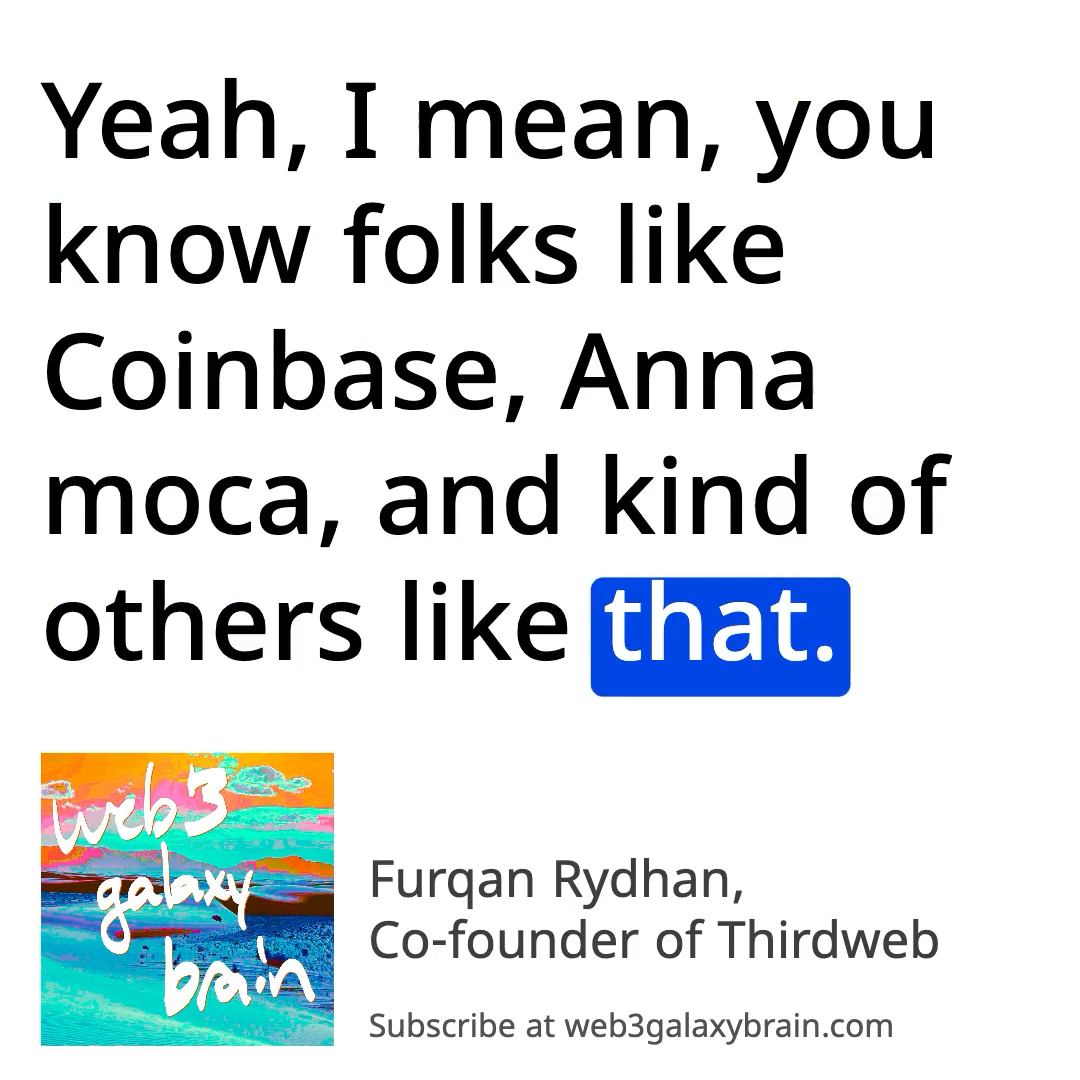 Yeah, I mean, you
know folks like
Coinbase, Anna
moca, and kind of
others like that.
web3
galaxy
brain
Furqan Rydhan,
Co-founder of Thirdweb
Subscribe at web3galaxybrain.com